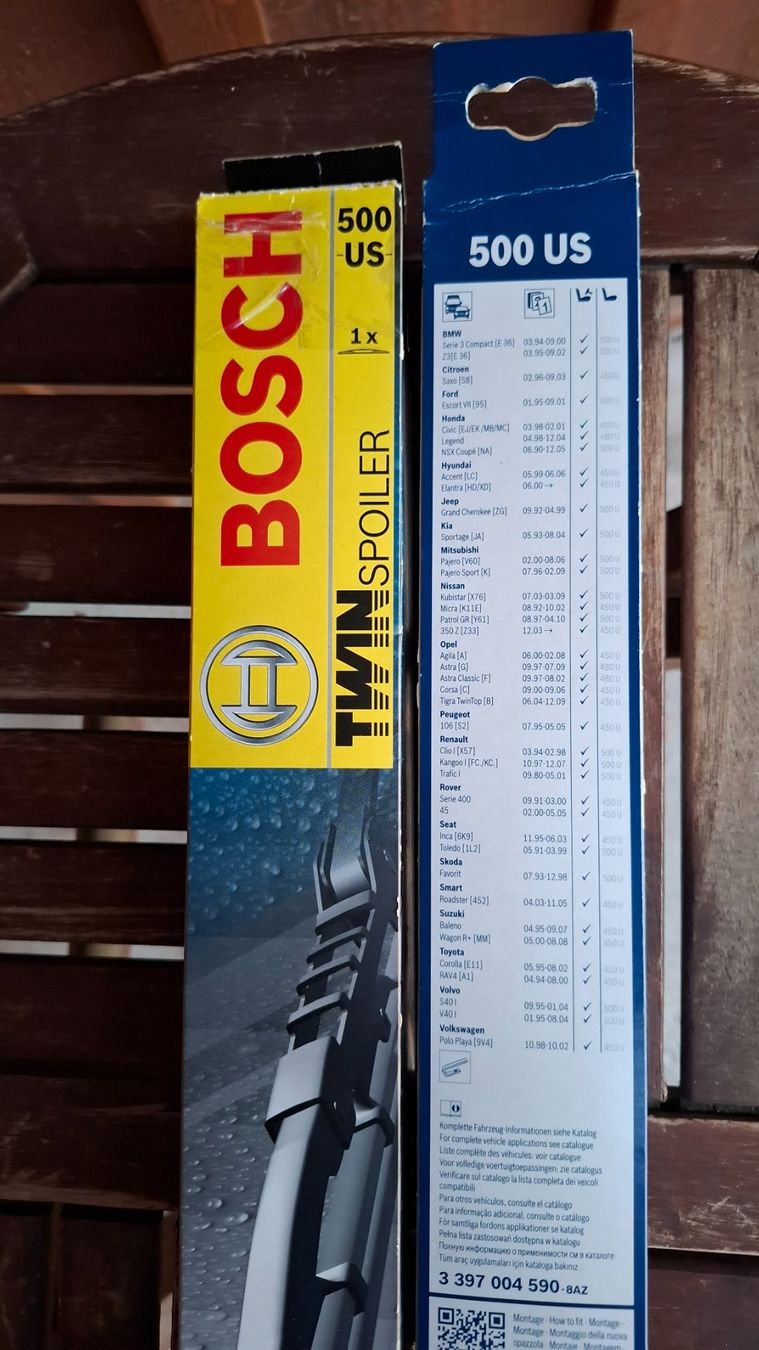 BOSCH
500
US
1 x
TWIN SPOILER
500 US
BMW
Serie 3 Compact [E 36] 03.94-09.00 ✓ 500 U
Z3[E 36] 03.95-09.02 ✓ 500 U
Citroen
Saxo [S8] 02.96-09.03 ✓ 450 U
Ford
Escort VII [95] 01.95-09.01 ✓ 500 U
Honda
Civic [EJ/EK /MB/MC] 03.98-02.01 ✓ 450 U
Legend 04.98-12.04 ✓ 480 U
NSX Coupé [NA] 06.90-12.05 ✓ 500 U
Hyundai
Accent [LC] 05.99-06.06 ✓ 450 U
Elantra [HD/XD] 06.00 → ✓ 450 U
Jeep
Grand Cherokee [ZG] 09.92-04.99 ✓ 500 U
Kia
Sportage [JA] 05.93-08.04 ✓ 500 U
Mitsubishi
Pajero [V60] 02.00-08.06 ✓ 500 U
Pajero Sport [K] 07.96-02.09 ✓ 500 U
Nissan
Kubistar [X76] 07.03-03.09 ✓ 500 U
Micra [K11E] 08.92-10.02 ✓ 450 U
Patrol GR [Y61] 08.97-04.10 ✓ 500 U
350 Z [Z33] 12.03 → ✓ 450 U
Opel
Agila [A] 06.00-02.08 ✓ 450 U
Astra [G] 09.97-07.09 ✓ 480 U
Astra Classic [F] 09.97-08.02 ✓ 480 U
Corsa [C] 09.00-09.06 ✓ 450 U
Tigra TwinTop [B] 06.04-12.09 ✓ 450 U
Peugeot
106 [S2] 07.95-05.05 ✓ 450 U
Renault
Clio I [X57] 03.94-02.98 ✓ 500 U
Kangoo I [FC./KC.] 10.97-12.07 ✓ 500 U
Trafic I 09.80-05.01 ✓ 500 U
Rover
Serie 400 09.91-03.00 ✓ 450 U
45 02.00-05.05 ✓ 450 U
Seat
Inca [6K9] 11.95-06.03 ✓ 450 U
Toledo [1L2] 05.91-03.99 ✓ 500 U
Skoda
Favorit 07.93-12.98 ✓ 500 U
Smart
Roadster [452] 04.03-11.05 ✓ 450 U
Suzuki
Baleno 04.95-09.07 ✓ 450 U
Wagon R+ [MM] 05.00-08.08 ✓ 450 U
Toyota
Corolla [E11] 05.95-08.02 ✓ 450 U
RAV4 [A1] 04.94-08.00 ✓ 450 U
Volvo
S40 I 09.95-01.04 ✓ 500 U
V40 I 01.95-08.04 ✓ 500 U
Volkswagen
Polo Playa [9V4] 10.98-10.02 ✓ 450 U
Komplette Fahrzeug-Informationen siehe Katalog
For complete vehicle applications see catalogue
Liste complète des véhicules: voir catalogue
Voor volledige voertuigtoepassingen: zie catalogus
Verificare sul catalogo la lista completa dei veicoli
compatibili
Para otros vehículos, consulte el catálogo
Para informação adicional, consulte o catálogo
För samtliga fordons applikationer se katalog
Pełna lista zastosowań dostępna w katalogu
Полную информацию о применимости см в каталоге
Tüm araç uygulamaları için kataloga bakınız
3 397 004 590-8AZ
Montage · How to fit · Montage ·
Montage · Montaggio della nuova
spazzola · Montaje · Montagem